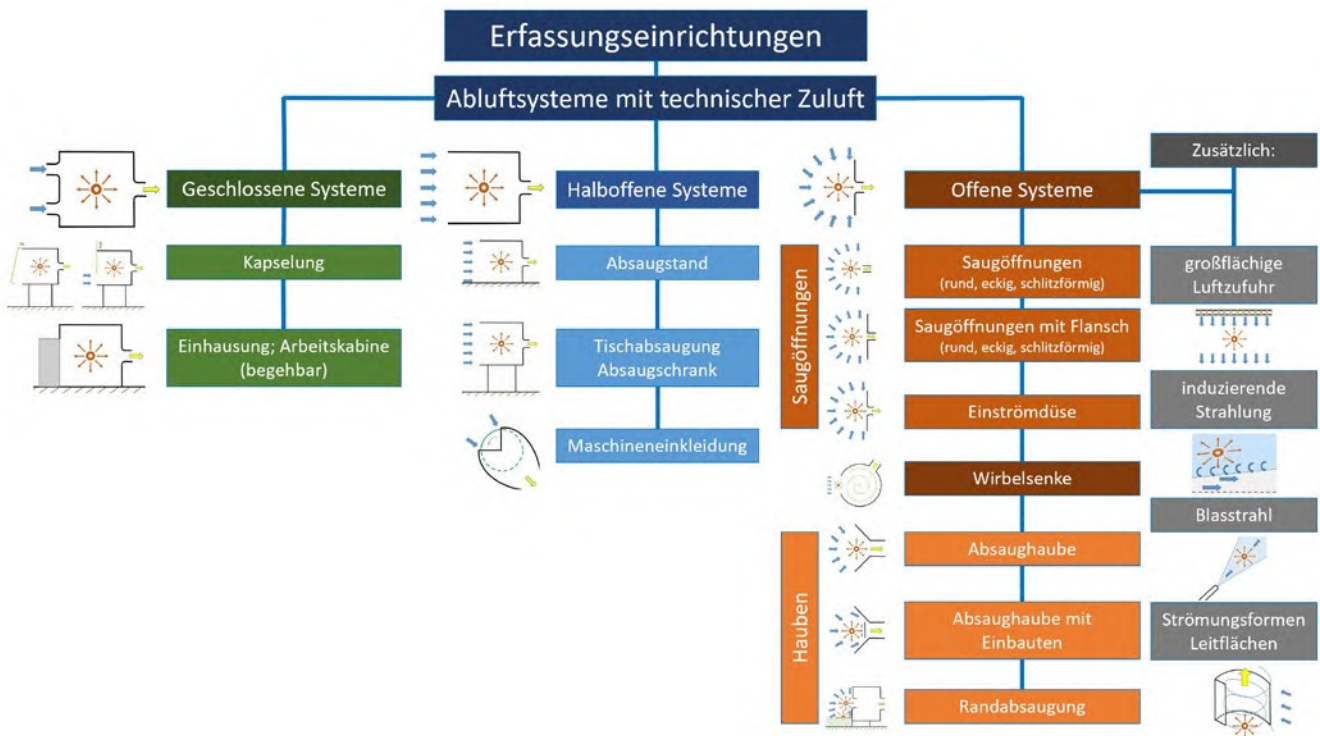 Erfassungseinrichtungen
Abluftsysteme mit technischer Zuluft
Geschlossene Systeme
Kapselung
Einhausung; Arbeitskabine
(begehbar)
Halboffene Systeme
Absaugstand
Tischabsaugung
Absaugschrank
Maschineneinkleidung
Offene Systeme
Saugöffnungen
Saugöffnungen
(rund, eckig, schlitzförmig)
Saugöffnungen mit Flansch
(rund, eckig, schlitzförmig)
Einströmdüse
Wirbelsenke
Hauben
Absaughaube
Absaughaube mit
Einbauten
Randabsaugung
Zusätzlich:
großflächige
Luftzufuhr
induzierende
Strahlung
Blasstrahl
Strömungsformen
Leitflächen